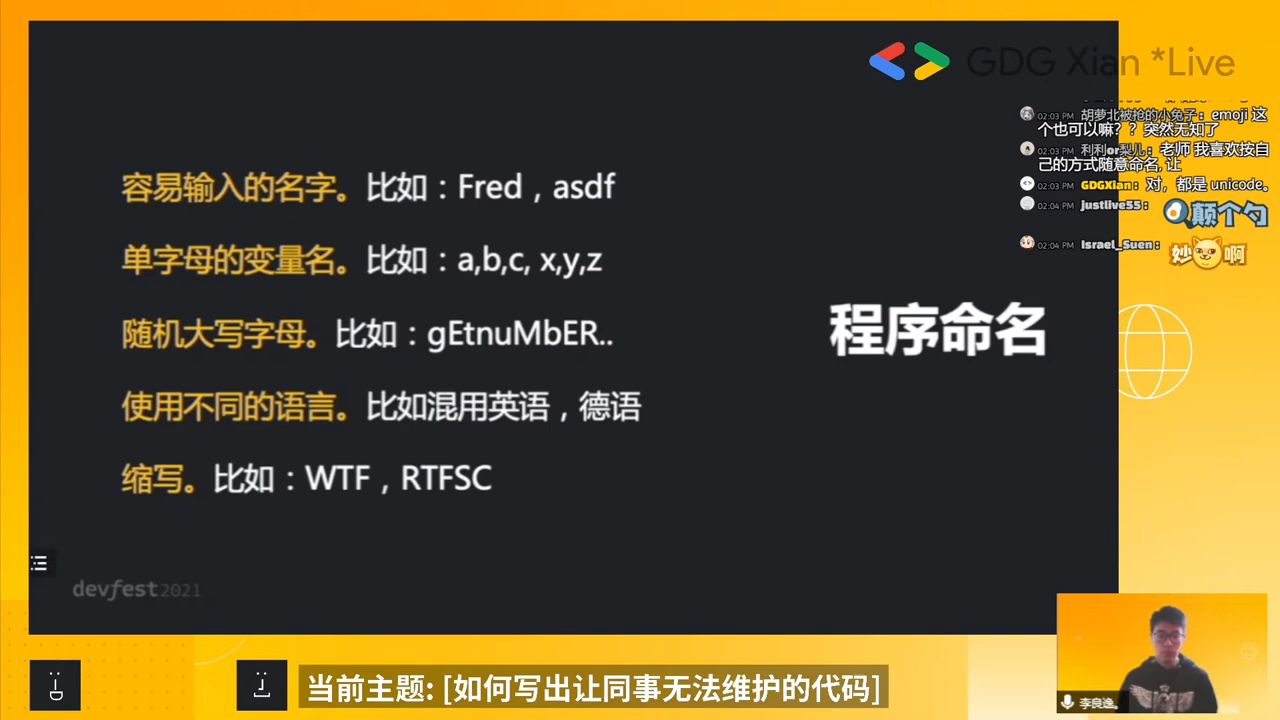 GDG Xian *Live
容易输入的名字。比如：Fred，asdf
单字母的变量名。比如：a,b,c, x,y,z
随机大写字母。比如：gEtnuMbER..
使用不同的语言。比如混用英语，德语
缩写。比如：WTF，RTFSC
程序命名
devfest2021
02:03 PM 胡萝北被抢的小兔子：emoji 这
个也可以嘛？？突然无知了
02:03 PM 利利or梨儿：老师 我喜欢按自
己的方式随意命名, 让
02:03 PM GDGXian：对，都是 unicode。
02:04 PM justlive55：颠个勺
02:04 PM Israel_Suen：妙啊
当前主题: [如何写出让同事无法维护的代码]
李良逸